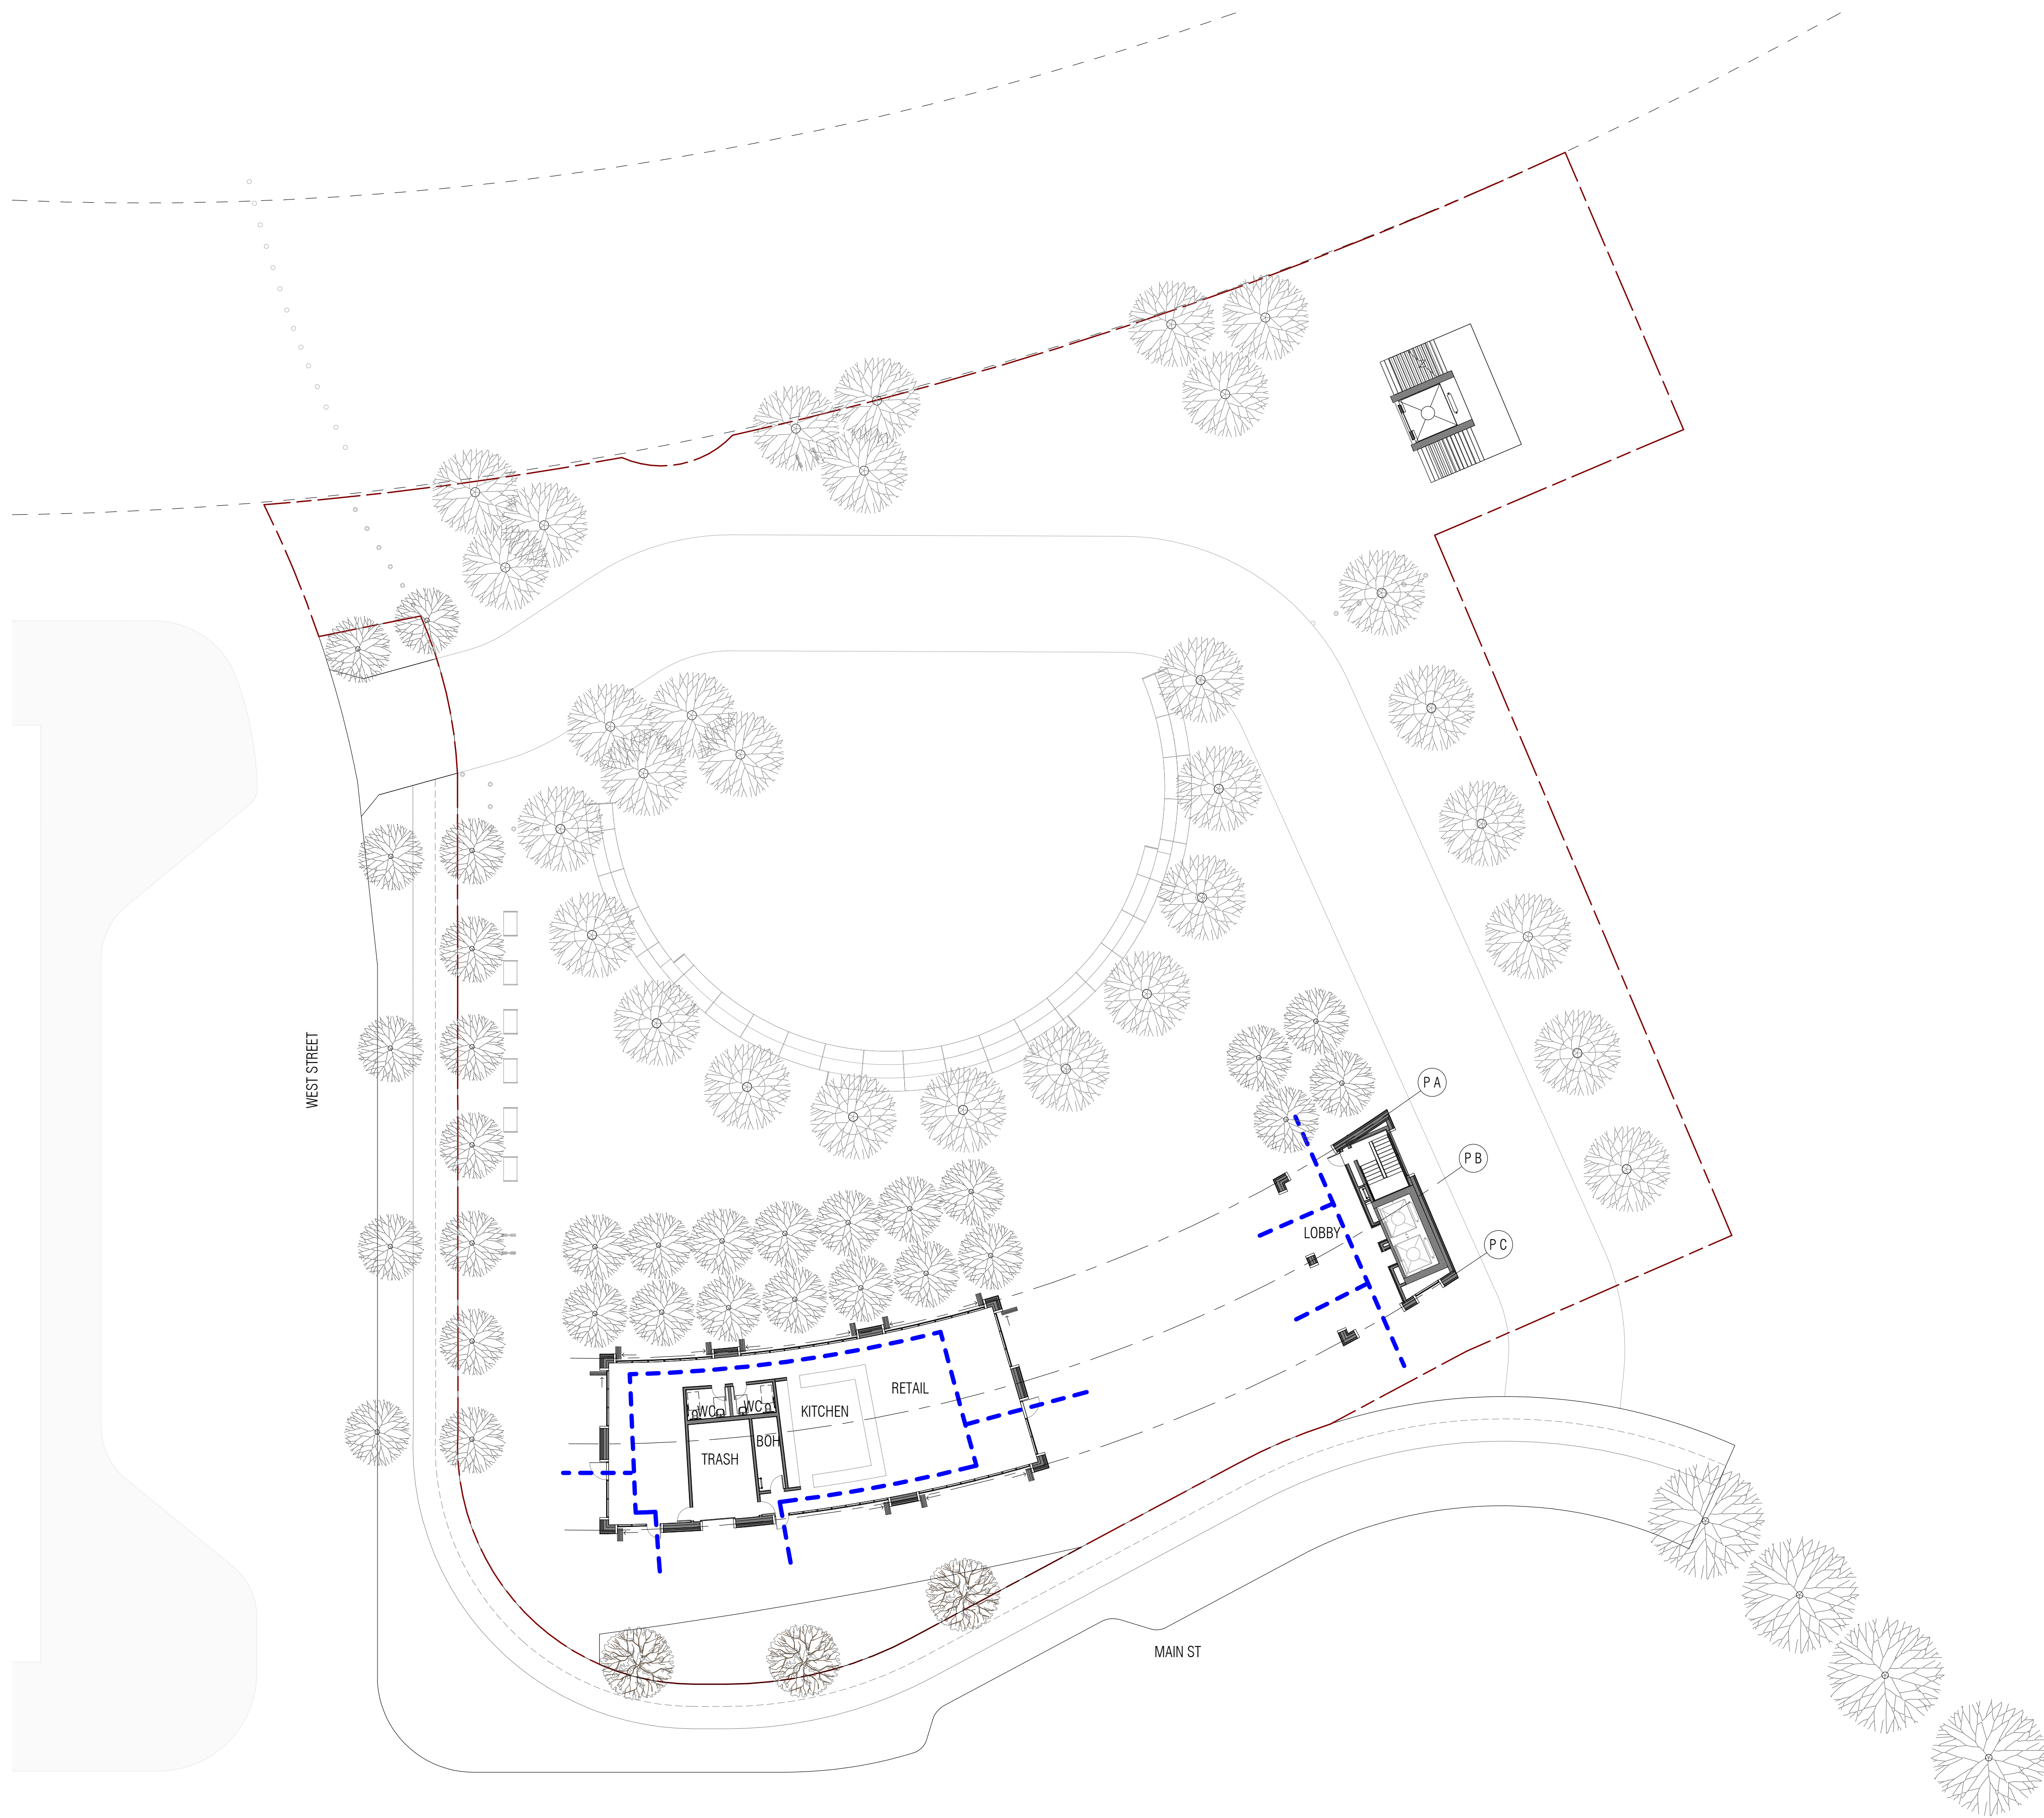 WEST STREET
P A
P B
LOBBY
P C
RETAIL
WC
WC
KITCHEN
BOH
TRASH
MAIN ST